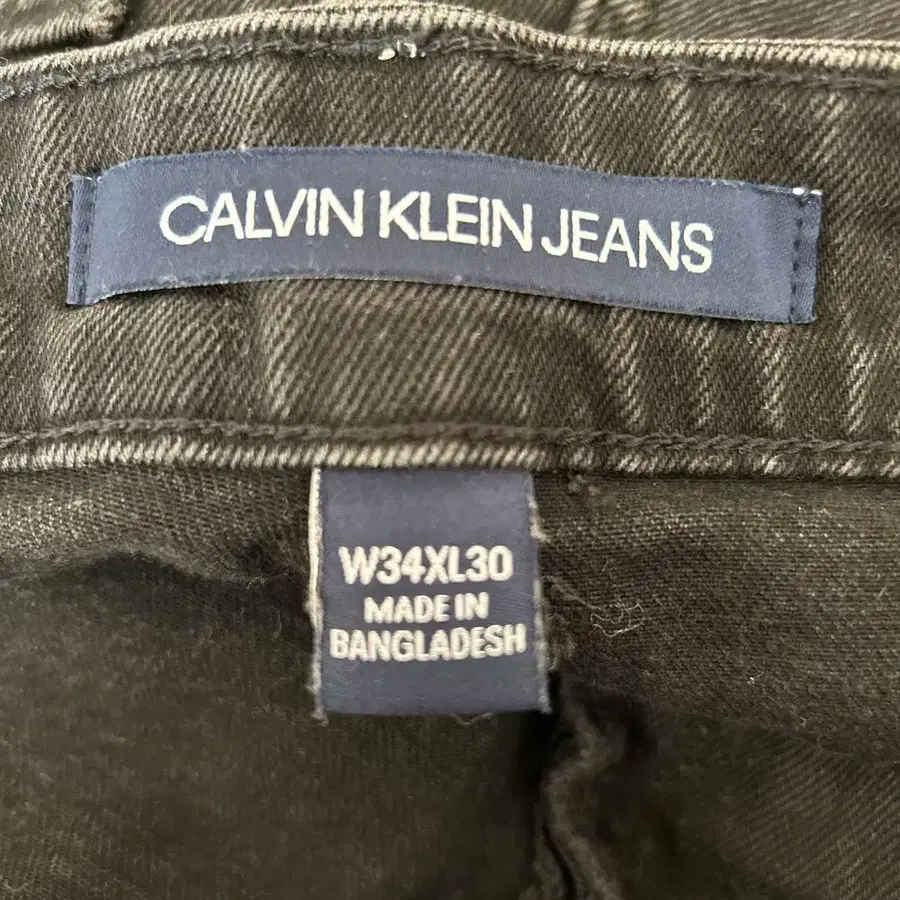 CALVIN KLEIN JEANS
W34XL30
MADE IN
BANGLADESH